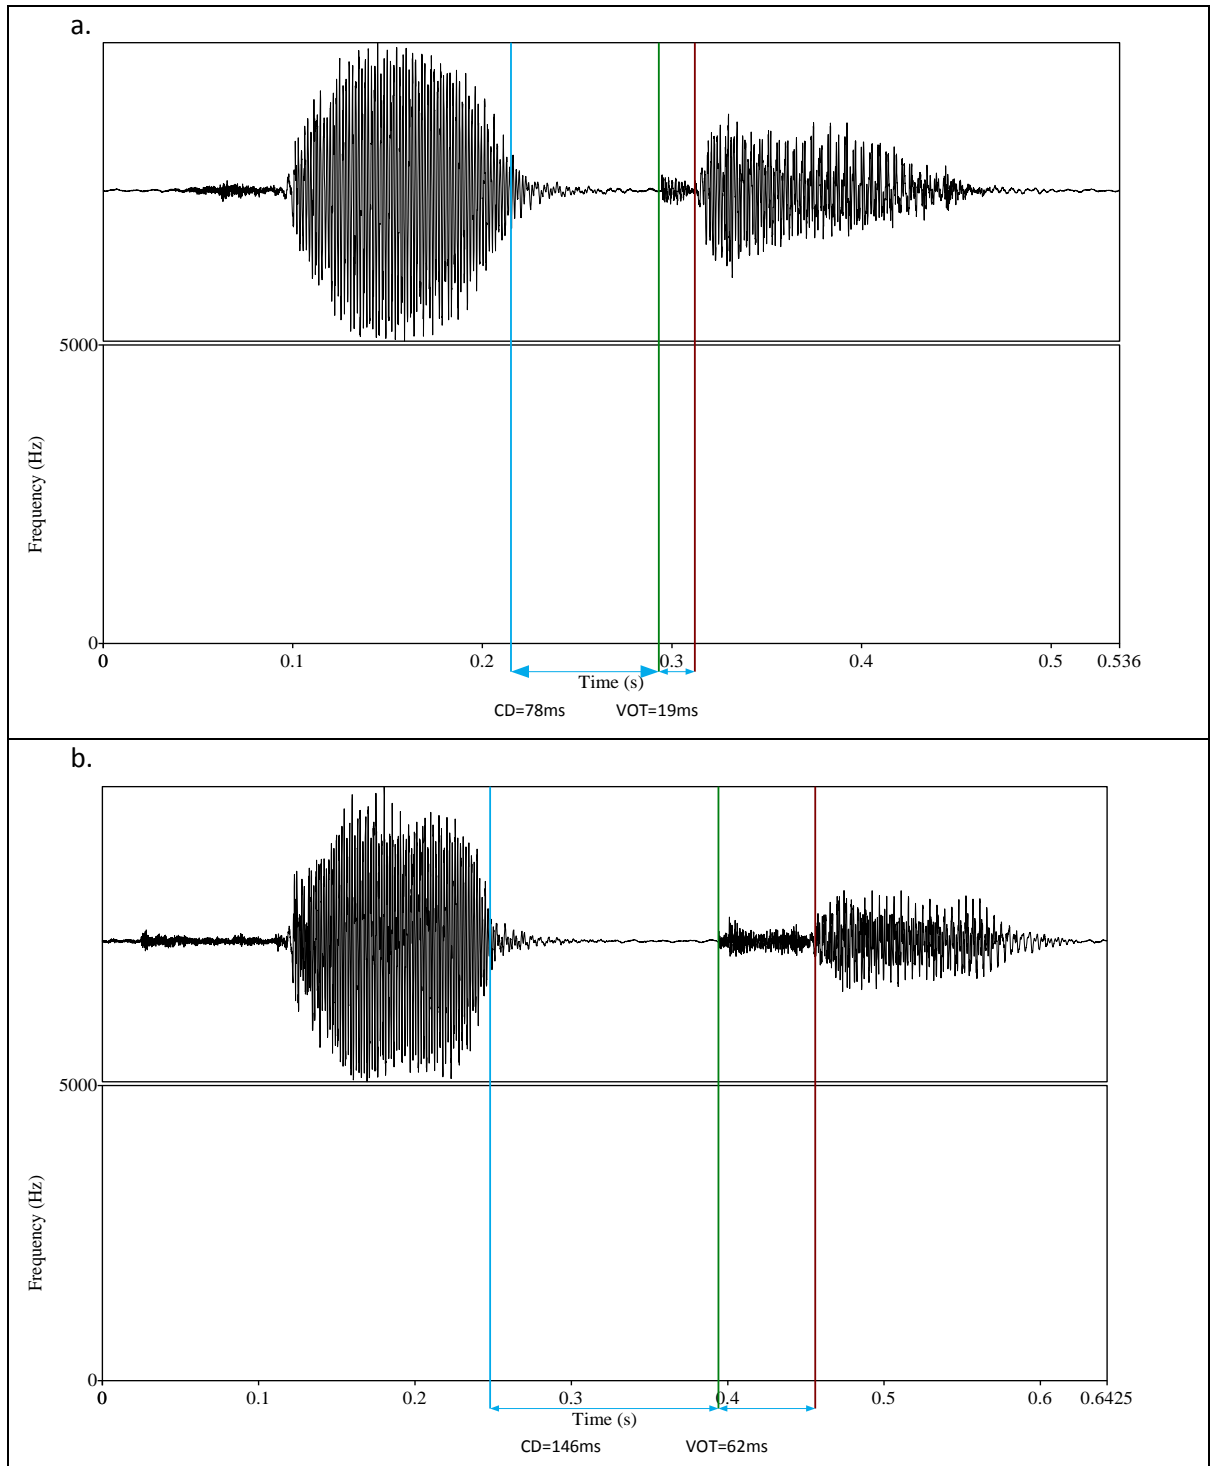 a.
5000
Frequency (Hz)
0
0 0.1 0.2 0.3 0.4 0.5 0.536
Time (s)
CD=78ms VOT=19ms
b.
5000
Frequency (Hz)
0
0 0.1 0.2 0.3 0.4 0.5 0.6 0.6425
Time (s)
CD=146ms VOT=62ms